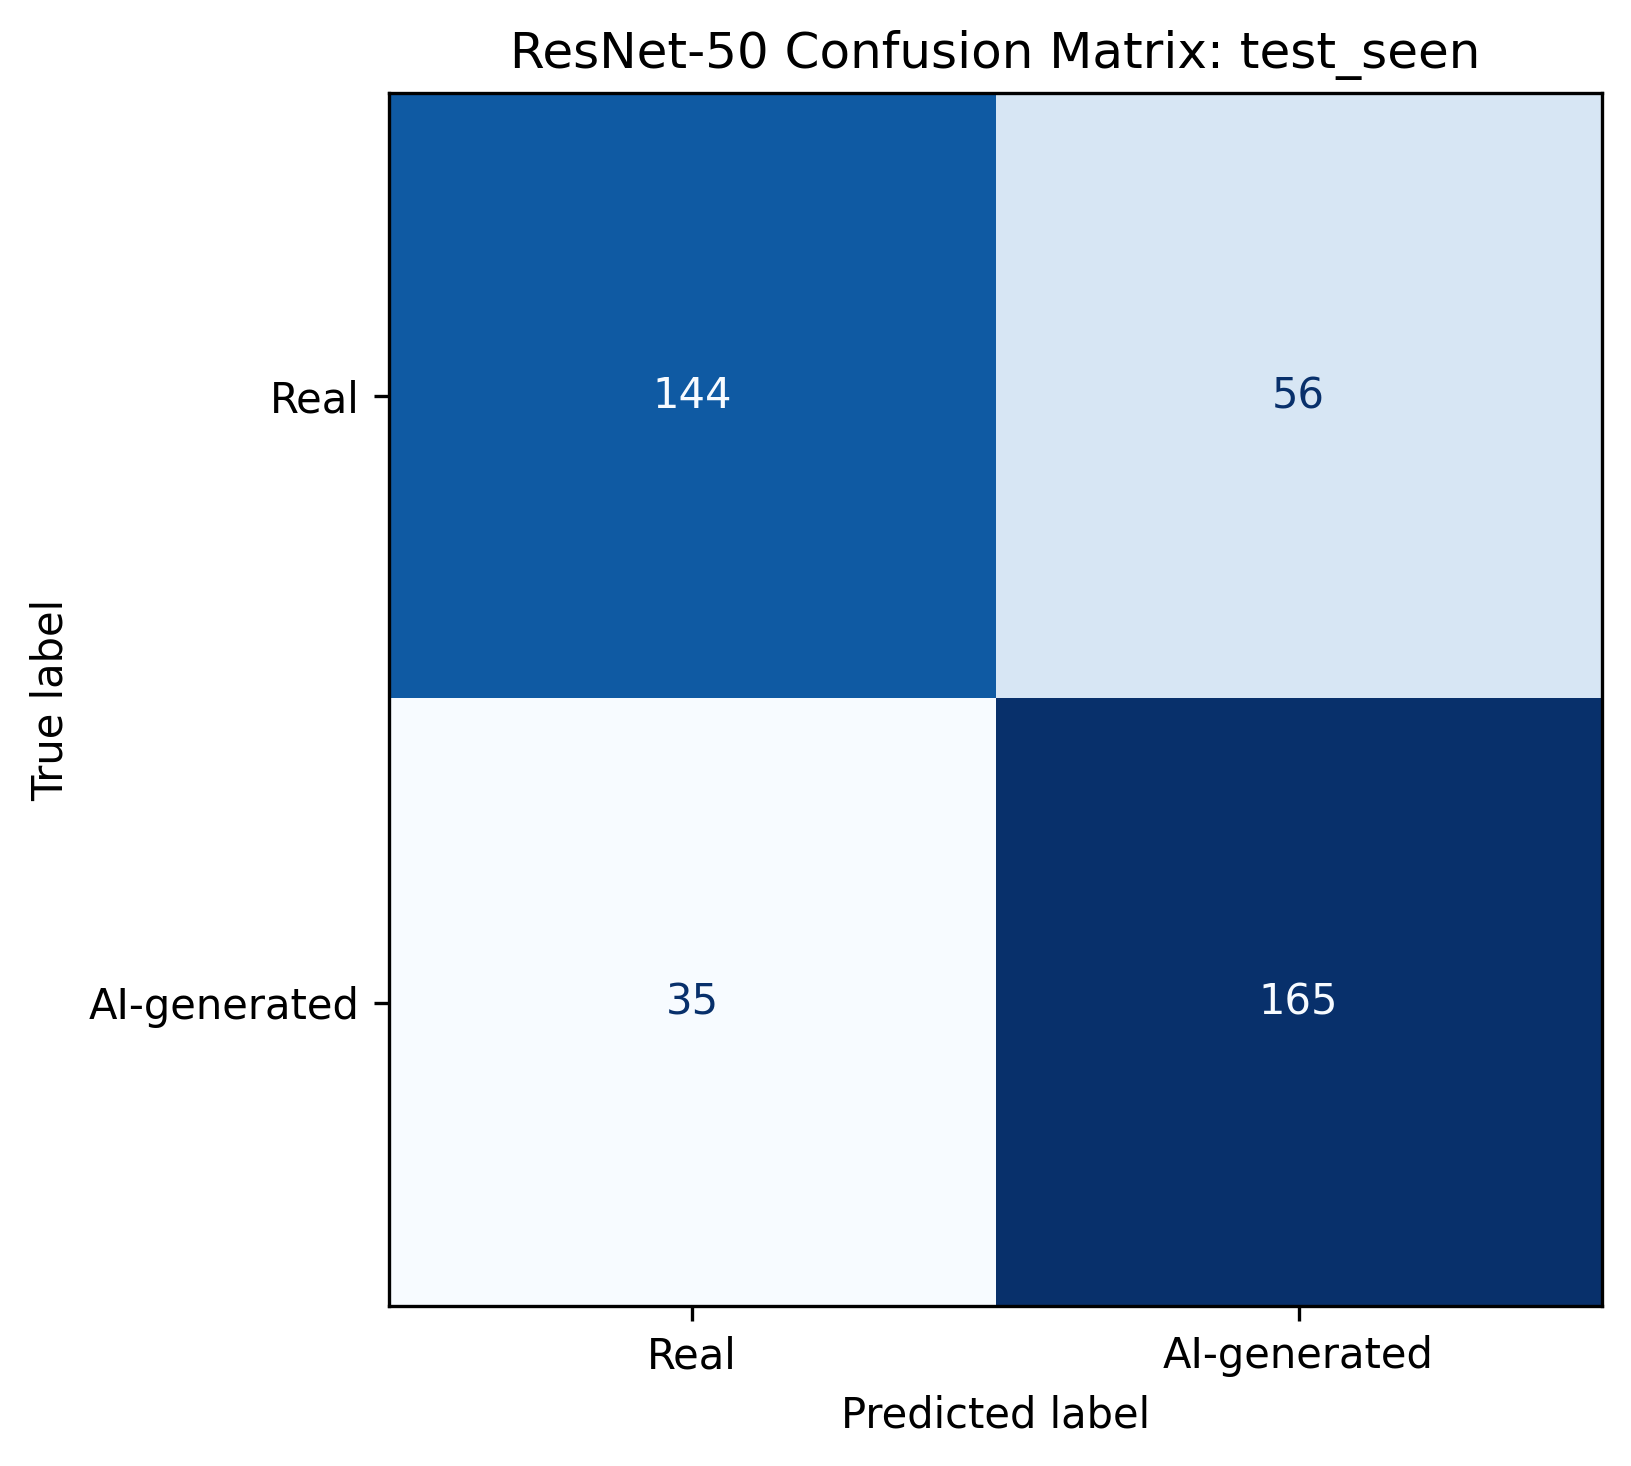 ResNet-50 Confusion Matrix: test_seen
True label
Real
144
56
AI-generated
35
165
Real
AI-generated
Predicted label